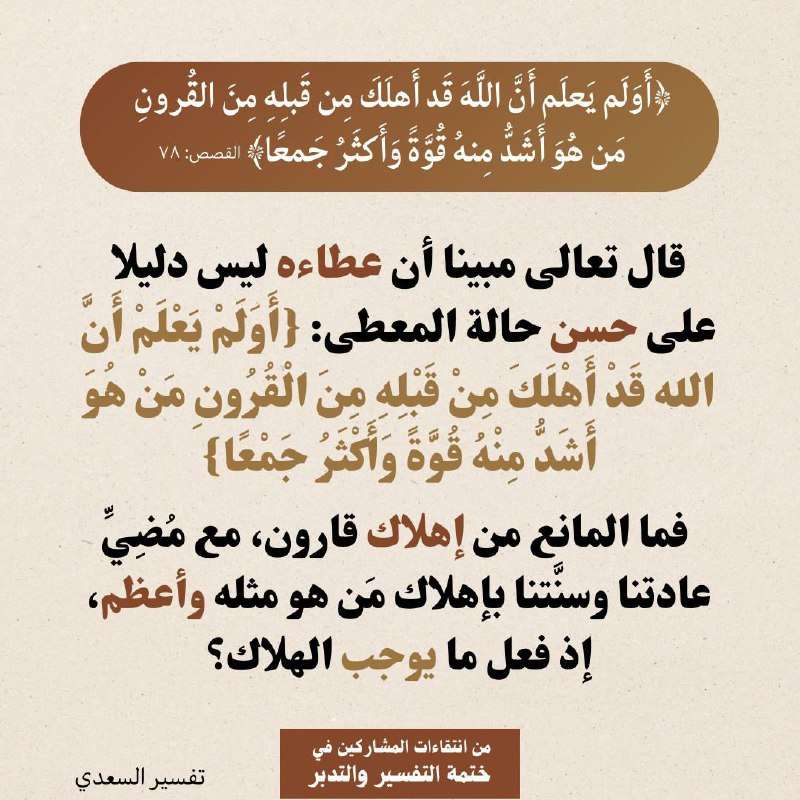 ﴿أَوَلَم يَعلَم أَنَّ اللَّهَ قَد أَهلَكَ مِن قَبلِهِ مِنَ القُرونِ
مَن هُوَ أَشَدُّ مِنهُ قُوَّةً وَأَكثَرُ جَمعًا﴾ القصص: ٧٨
قال تعالى مبينا أن عطاءه ليس دليلا
على حسن حالة المعطى: {أَوَلَمْ يَعْلَمْ أَنَّ
الله قَدْ أَهْلَكَ مِنْ قَبْلِهِ مِنَ الْقُرُونِ مَنْ هُوَ
أَشَدُّ مِنْهُ قُوَّةً وَأَكْثَرُ جَمْعًا}
فما المانع من إهلاك قارون، مع مُضِيِّ
عادتنا وسنَّتنا بإهلاك مَن هو مثله وأعظم،
إذ فعل ما يوجب الهلاك؟
من انتقاءات المشاركين في
ختمة التفسير والتدبر
تفسير السعدي